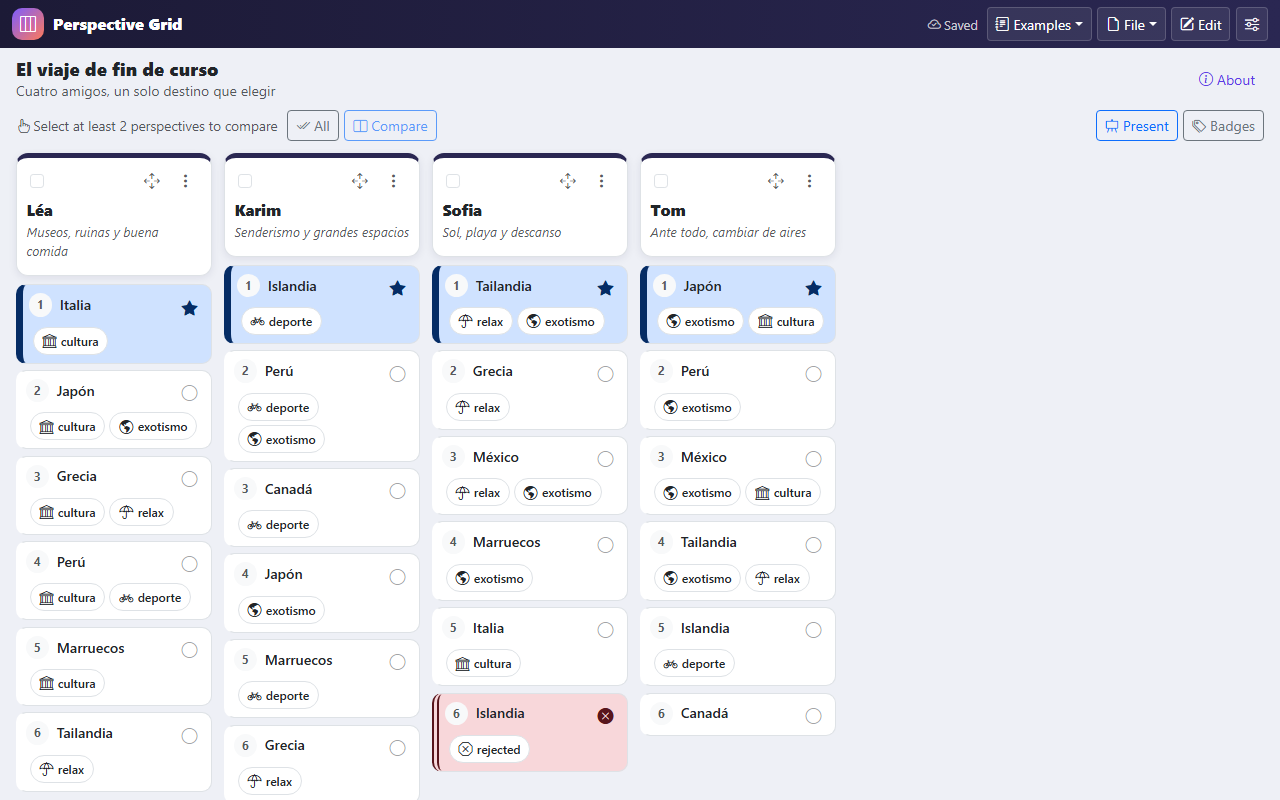 Perspective Grid
Saved
Examples
File
Edit
El viaje de fin de curso
Cuatro amigos, un solo destino que elegir
About
Select at least 2 perspectives to compare
All
Compare
Present
Badges
Léa
Museos, ruinas y buena
comida
1 Italia
cultura
2 Japón
cultura exotismo
3 Grecia
cultura relax
4 Perú
cultura deporte
5 Marruecos
cultura
6 Tailandia
relax
Karim
Senderismo y grandes espacios
1 Islandia
deporte
2 Perú
deporte
exotismo
3 Canadá
deporte
4 Japón
exotismo
5 Marruecos
deporte
6 Grecia
relax
Sofia
Sol, playa y descanso
1 Tailandia
relax exotismo
2 Grecia
relax
3 México
relax exotismo
4 Marruecos
exotismo
5 Italia
cultura
6 Islandia
rejected
Tom
Ante todo, cambiar de aires
1 Japón
exotismo cultura
2 Perú
exotismo
3 México
exotismo cultura
4 Tailandia
exotismo relax
5 Islandia
deporte
6 Canadá